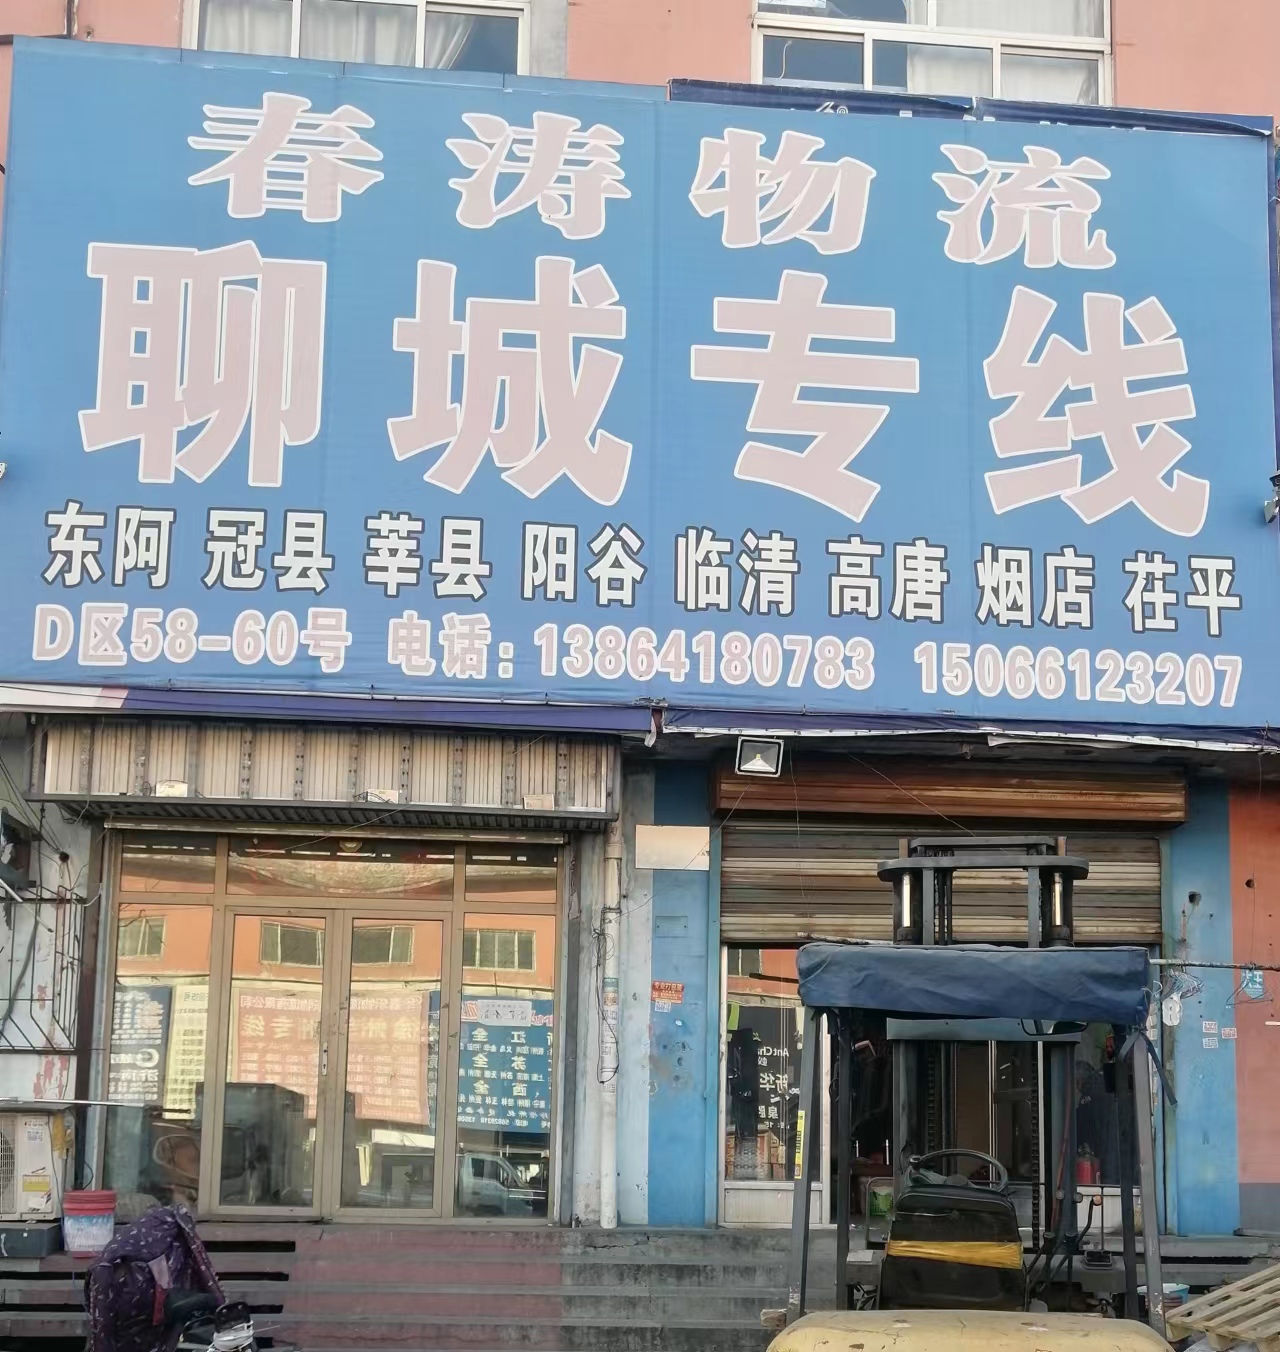 春涛物流
聊城专线
东阿 冠县 莘县 阳谷 临清 高唐 烟店 茌平
D区58-60号 电话:13864180783 15066123207